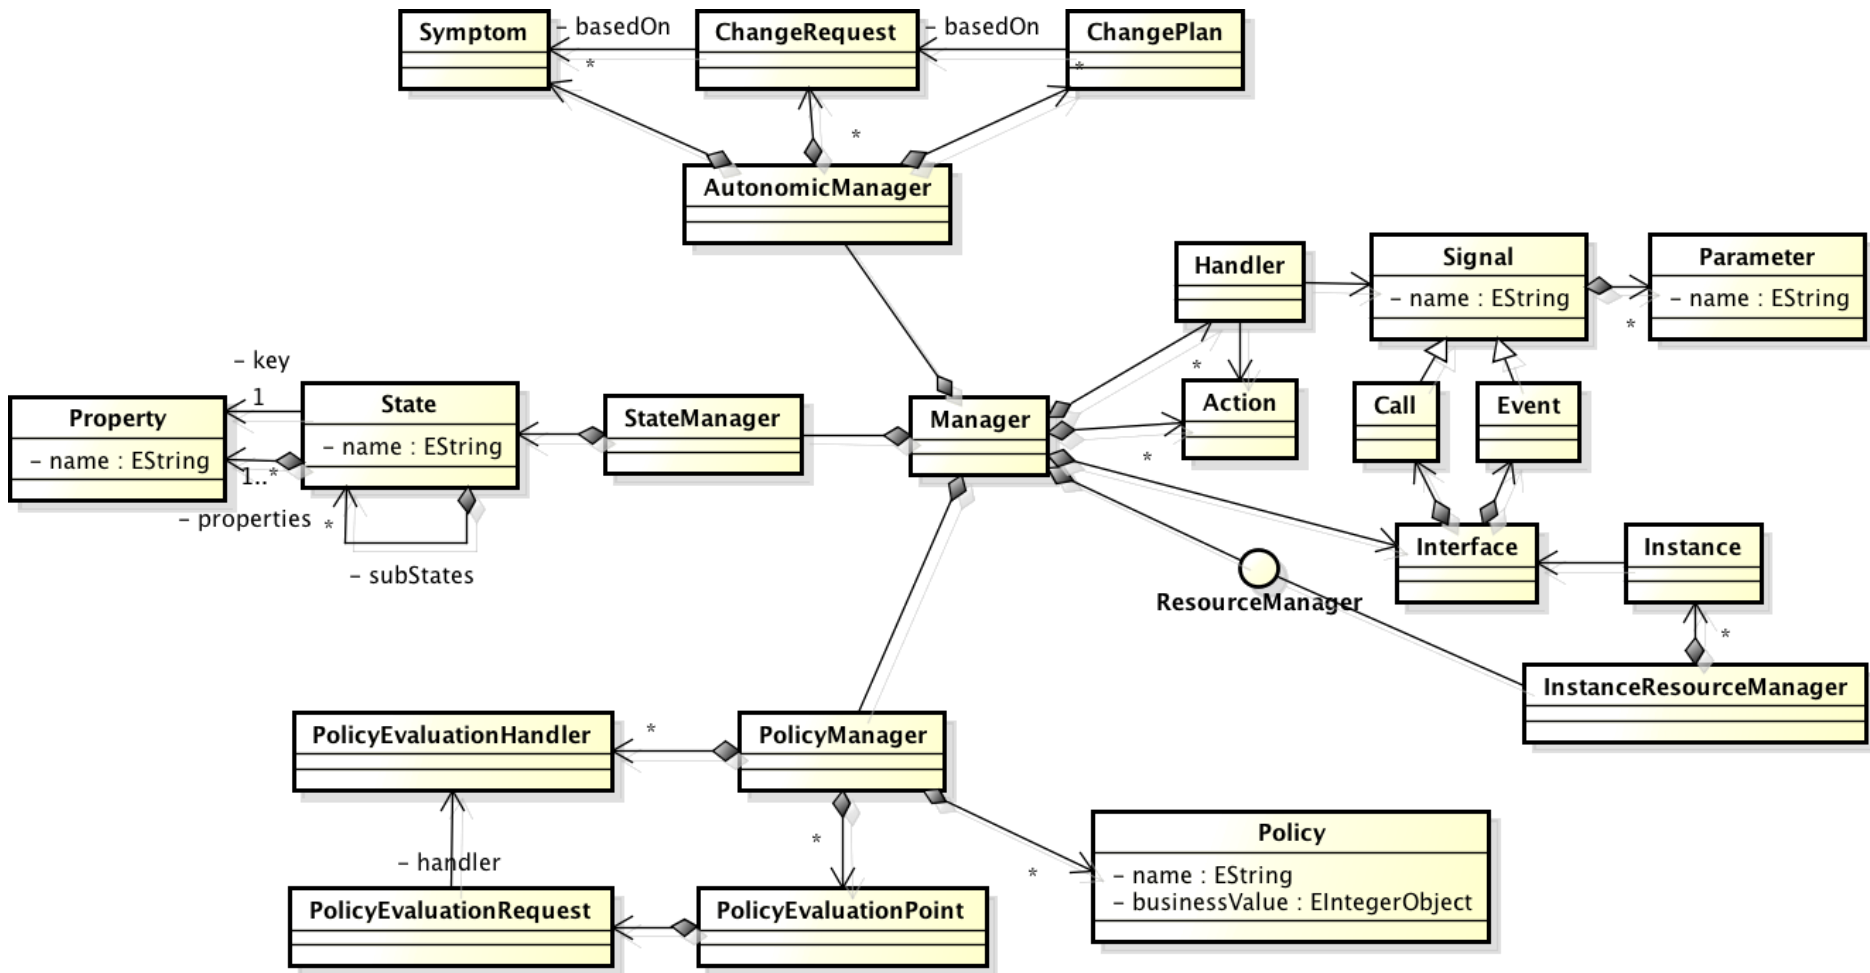 Symptom
- basedOn
ChangeRequest
- basedOn
ChangePlan
*
*
*
AutonomicManager
Handler
Signal
- name : EString
Parameter
- name : EString
*
*
- key
1
Property
- name : EString
State
- name : EString
1..*
- properties
*
- subStates
StateManager
Manager
Action
*
Call
Event
Interface
Instance
ResourceManager
*
InstanceResourceManager
PolicyEvaluationHandler
*
PolicyManager
*
- handler
*
Policy
- name : EString
- businessValue : EIntegerObject
PolicyEvaluationRequest
PolicyEvaluationPoint